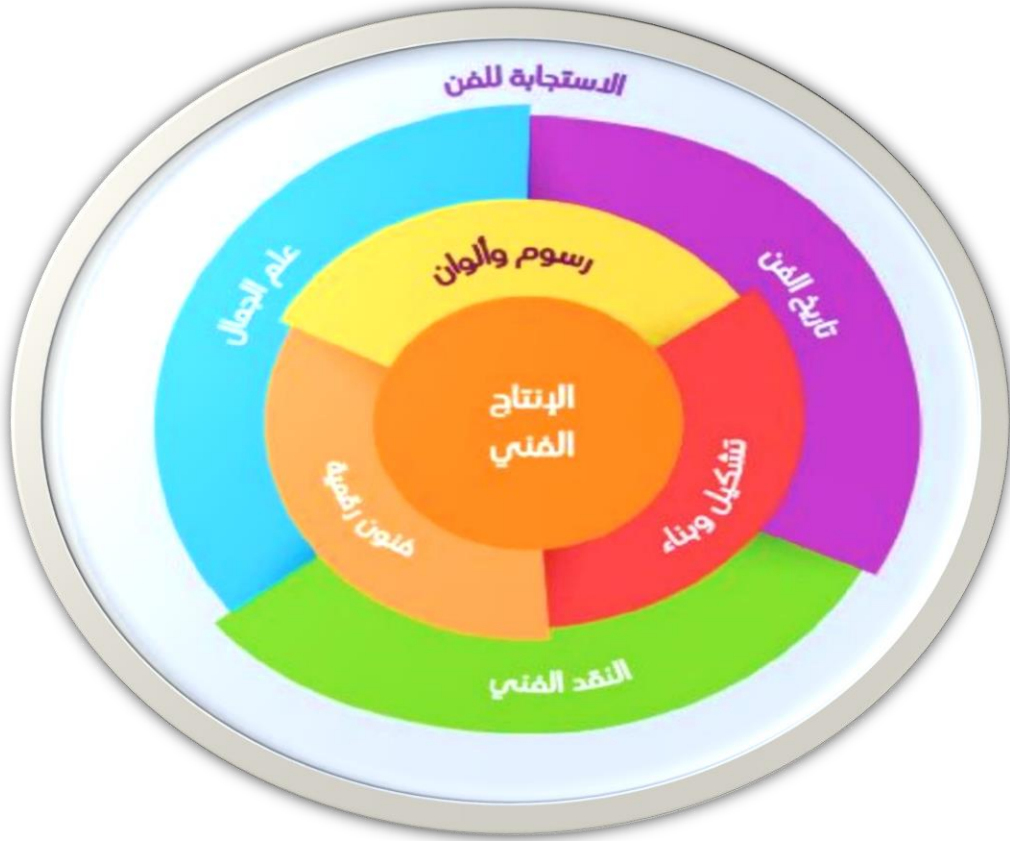 الاستجابة للفن
علم الجمال
رسوم وألوان
تاريخ الفن
الإنتاج
الفني
فنون رقمية
تشكيل وبناء
النقد الفني